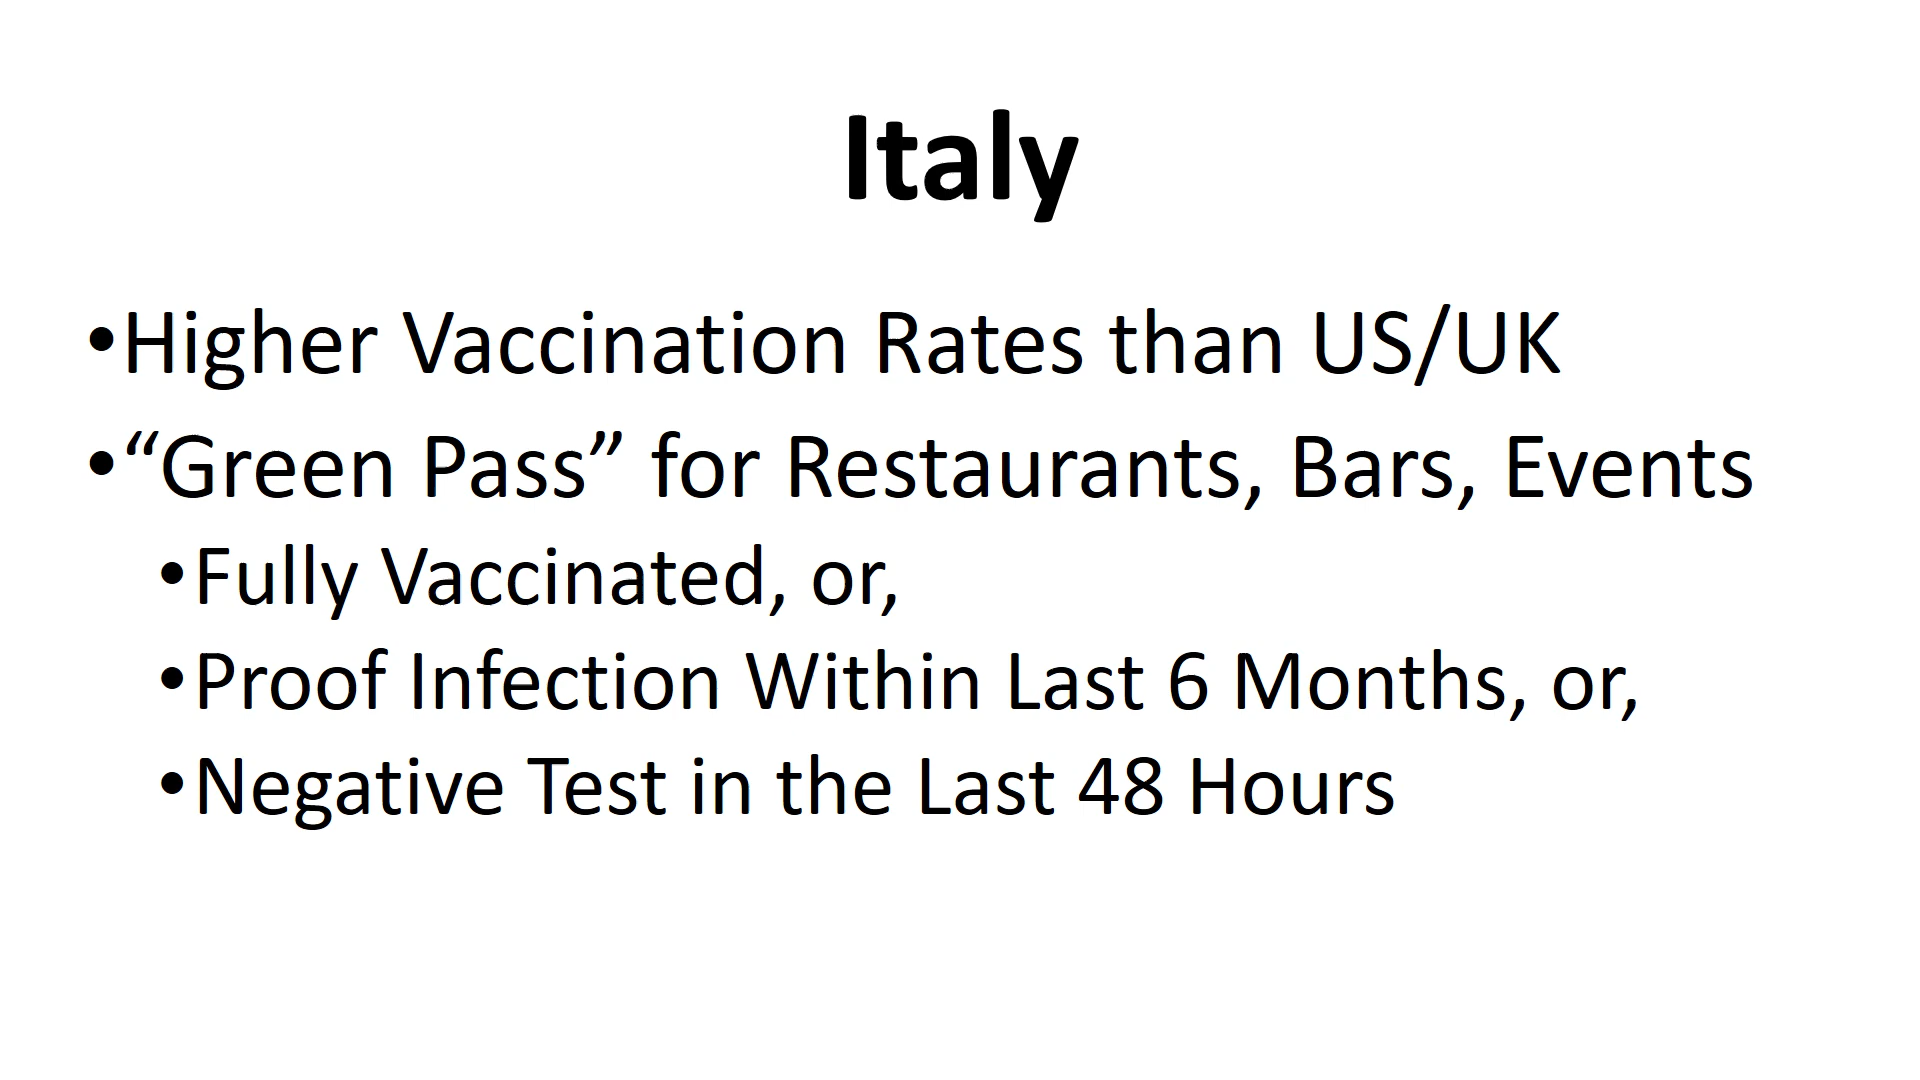 Italy
•Higher Vaccination Rates than US/UK
•“Green Pass” for Restaurants, Bars, Events
•Fully Vaccinated, or,
•Proof Infection Within Last 6 Months, or,
•Negative Test in the Last 48 Hours